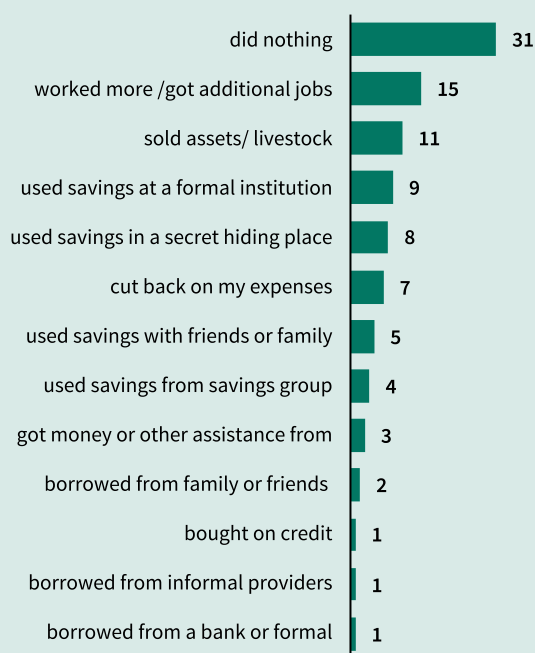 did nothing 31
worked more /got additional jobs 15
sold assets/ livestock 11
used savings at a formal institution 9
used savings in a secret hiding place 8
cut back on my expenses 7
used savings with friends or family 5
used savings from savings group 4
got money or other assistance from 3
borrowed from family or friends 2
bought on credit 1
borrowed from informal providers 1
borrowed from a bank or formal 1